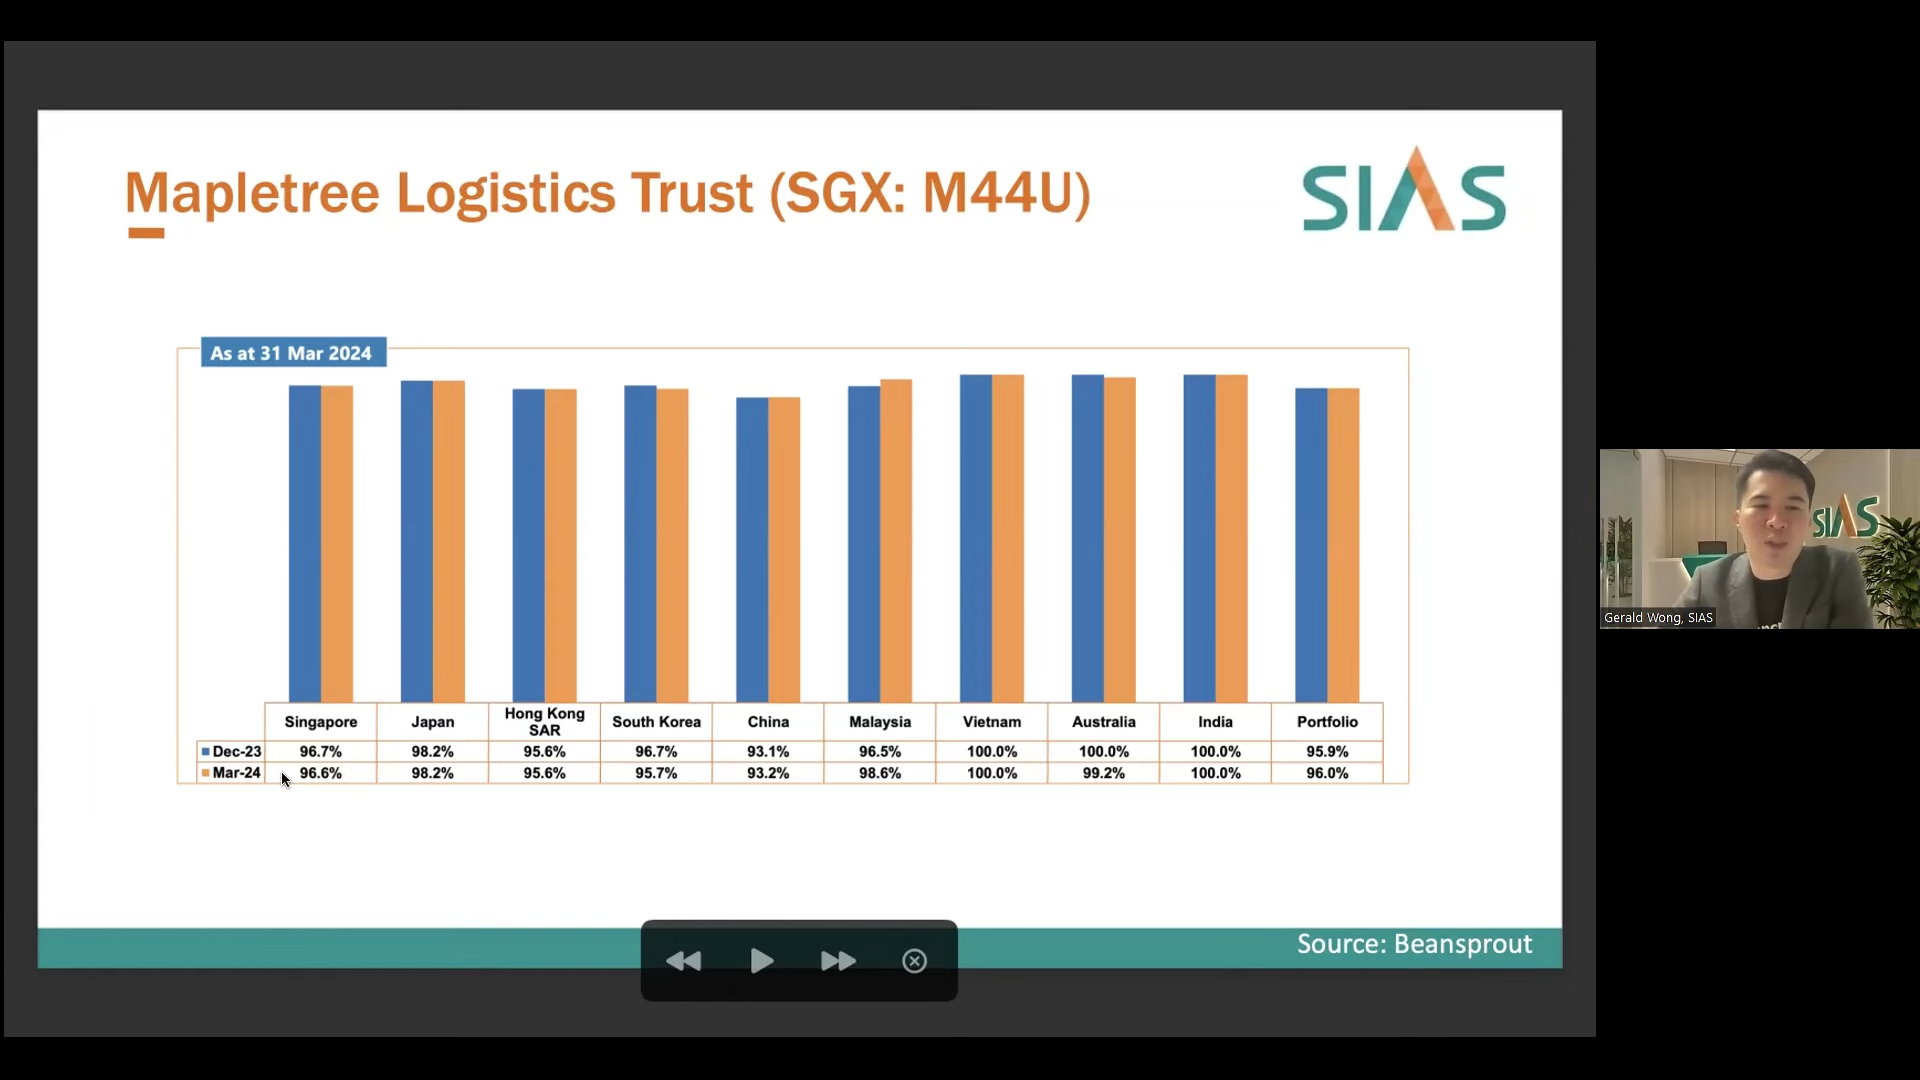 Mapletree Logistics Trust (SGX: M44U)
SIAS
As at 31 Mar 2024
Singapore Japan Hong Kong SAR South Korea China Malaysia Vietnam Australia India Portfolio
Dec-23 96.7% 98.2% 95.6% 96.7% 93.1% 96.5% 100.0% 100.0% 100.0% 95.9%
Mar-24 96.6% 98.2% 95.6% 95.7% 93.2% 98.6% 100.0% 99.2% 100.0% 96.0%
Source: Beansprout
SIAS
Gerald Wong, SIAS